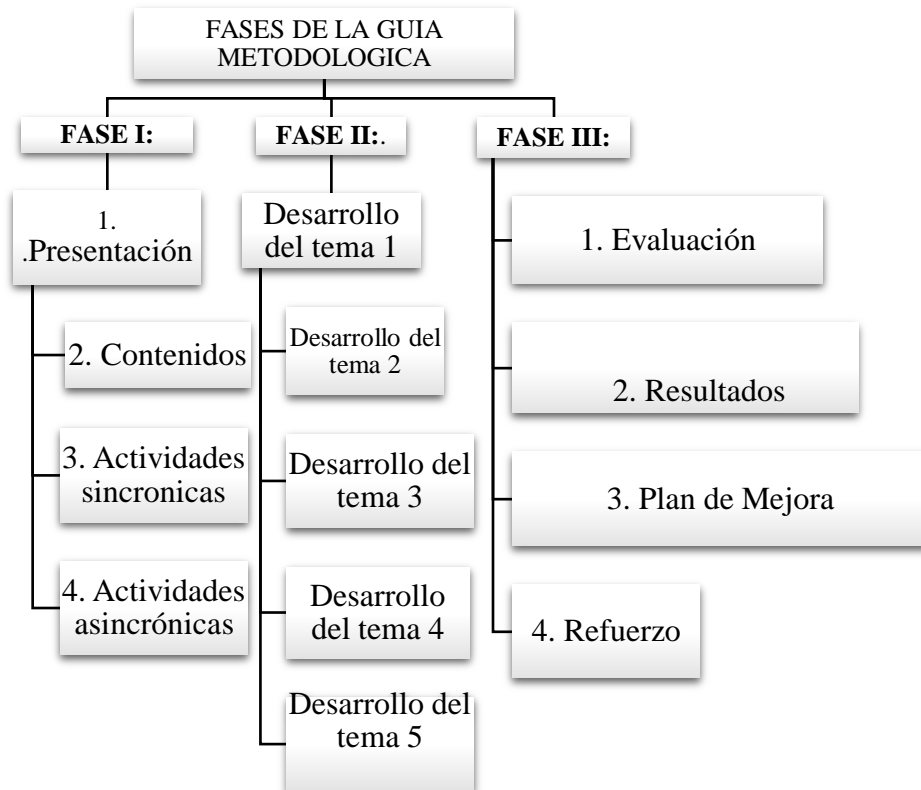 FASES DE LA GUIA
METODOLOGICA
FASE I:
1.
.Presentación
2. Contenidos
3. Actividades
sincronicas
4. Actividades
asincrónicas
FASE II:.
Desarrollo
del tema 1
Desarrollo del
tema 2
Desarrollo del
tema 3
Desarrollo
del tema 4
Desarrollo del
tema 5
FASE III:
1. Evaluación
2. Resultados
3. Plan de Mejora
4. Refuerzo